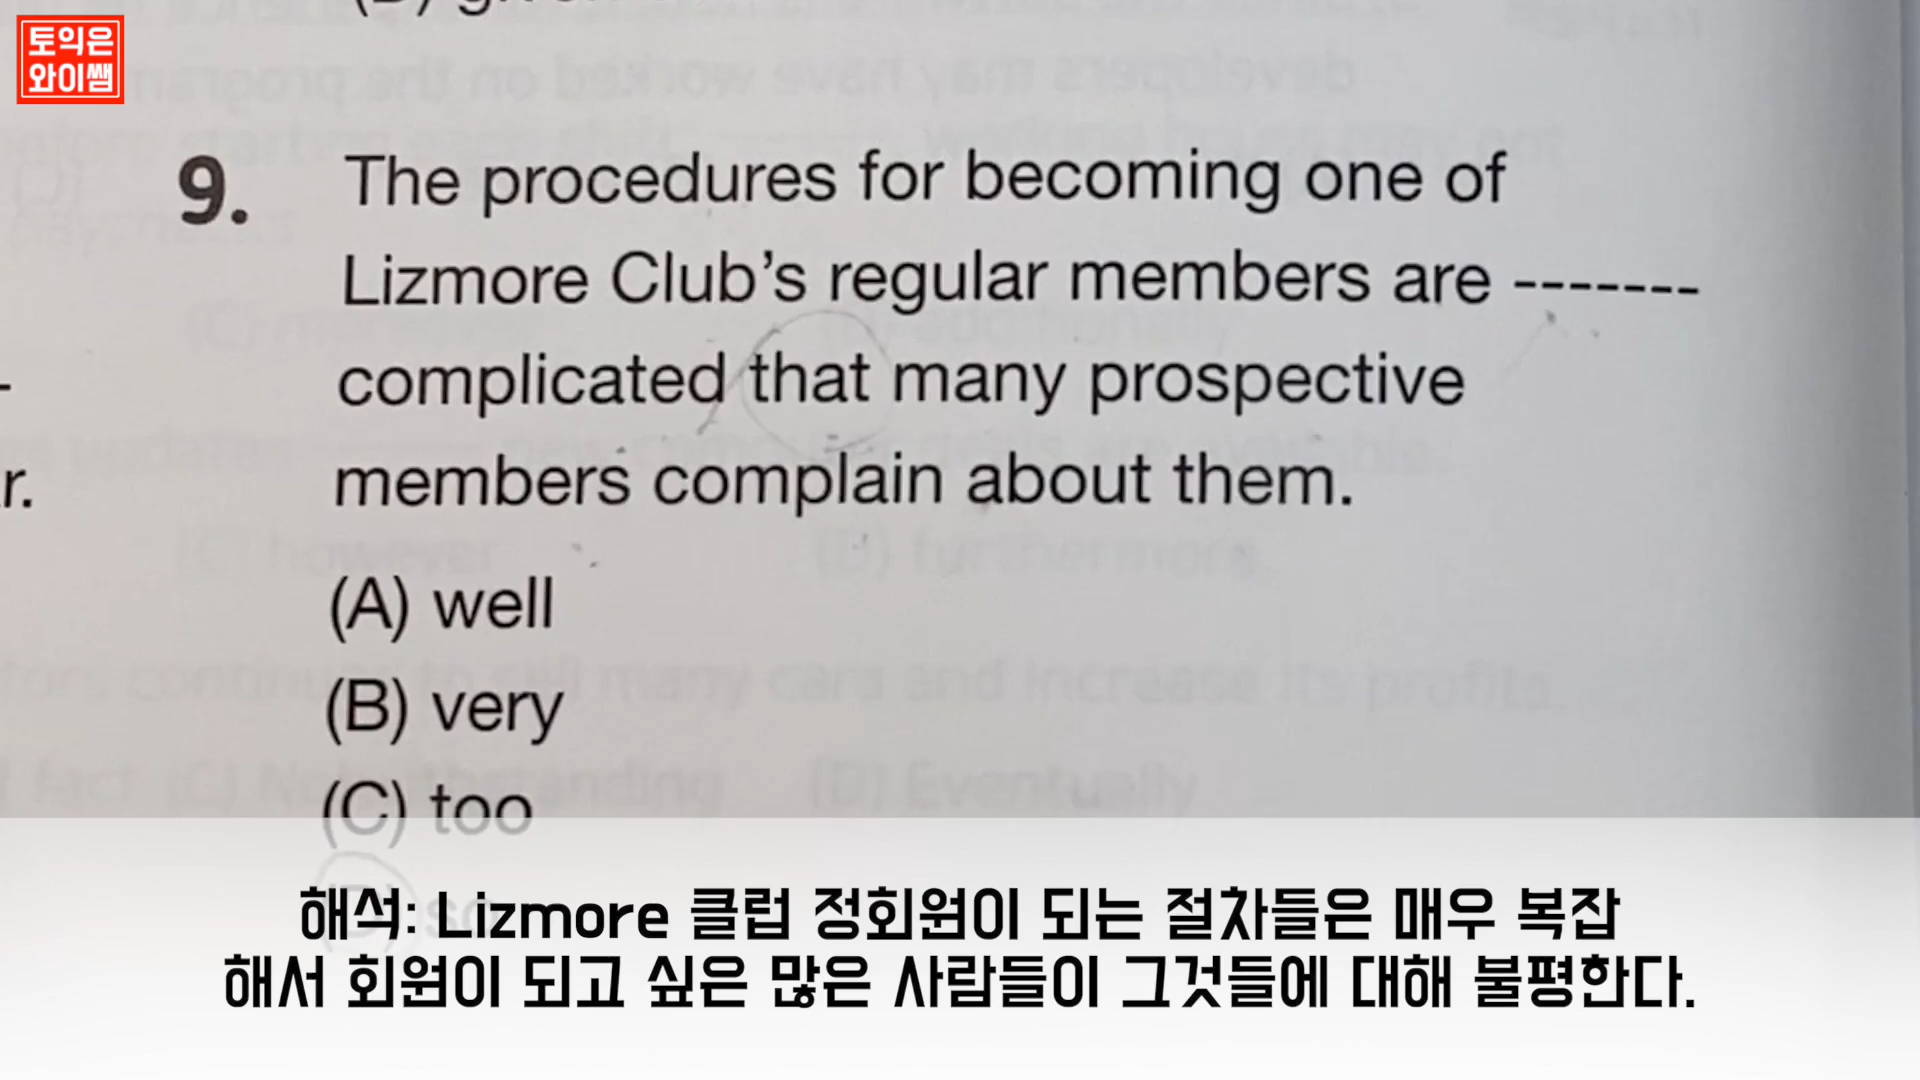 토익은
와이쌤
9. The procedures for becoming one of
Lizmore Club's regular members are -------
complicated that many prospective
members complain about them.
(A) well
(B) very
(C) too
(D) so
r.
해석: Lizmore 클럽 정회원이 되는 절차들은 매우 복잡
해서 회원이 되고 싶은 많은 사람들이 그것들에 대해 불평한다.